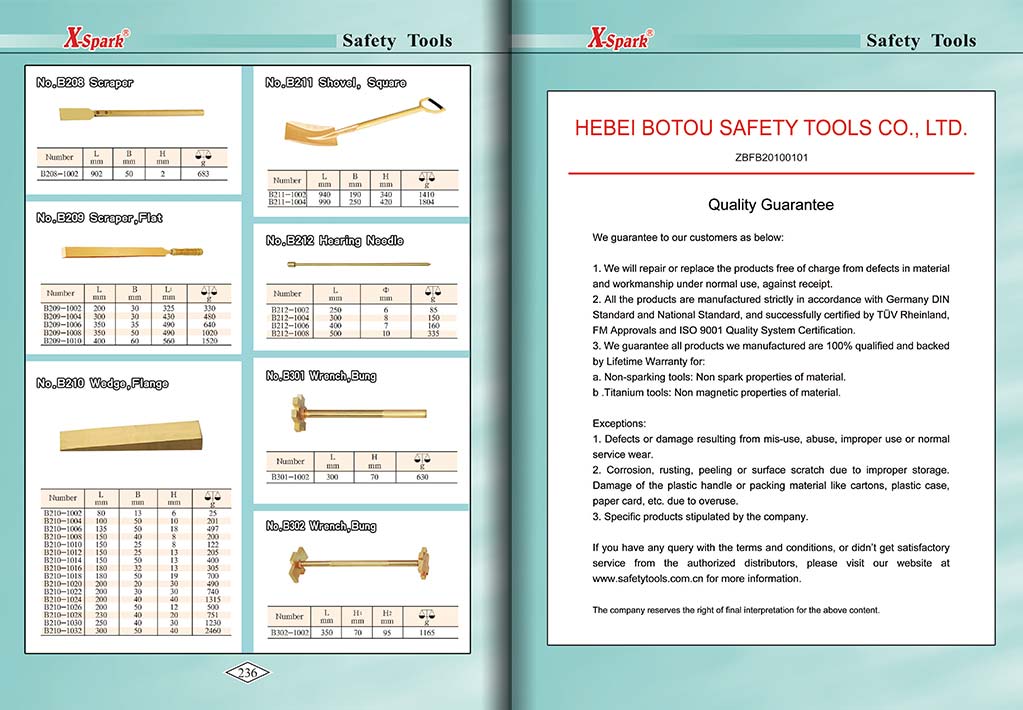 X-Spark®
Safety Tools
No.B208 Scraper
Number L mm B mm H mm g
B208-1002 902 50 2 683
No.B209 Scraper,Flat
Number L mm B mm L1 mm g
B209-1002 200 30 325 330
B209-1004 300 30 430 480
B209-1006 350 35 490 640
B209-1008 350 50 490 1020
B209-1010 400 60 560 1520
No.B210 Wedge,Flange
Number L mm B mm H mm g
B210-1002 80 13 6 25
B210-1004 100 50 10 201
B210-1006 135 50 18 497
B210-1008 150 40 8 200
B210-1010 150 25 8 122
B210-1012 150 25 13 205
B210-1014 150 50 13 400
B210-1016 180 32 13 305
B210-1018 180 50 19 700
B210-1020 200 20 30 490
B210-1022 200 30 30 740
B210-1024 200 40 40 1315
B210-1026 200 50 12 500
B210-1028 230 40 20 751
B210-1030 250 40 30 1230
B210-1032 300 50 40 2460
No.B211 Shovel, Square
Number L mm B mm H mm g
B211-1002 940 190 340 1410
B211-1004 990 250 420 1804
No.B212 Hearing Needle
Number L mm Φ mm g
B212-1002 250 6 85
B212-1004 300 8 150
B212-1006 400 7 160
B212-1008 500 10 335
No.B301 Wrench,Bung
Number L mm H mm g
B301-1002 300 70 630
No.B302 Wrench,Bung
Number L mm H1 mm H2 mm g
B302-1002 350 70 95 1165
236
X-Spark®
Safety Tools
HEBEI BOTOU SAFETY TOOLS CO., LTD.
ZBFB20100101
Quality Guarantee
We guarantee to our customers as below:
1. We will repair or replace the products free of charge from defects in material
and workmanship under normal use, against receipt.
2. All the products are manufactured strictly in accordance with Germany DIN
Standard and National Standard, and successfully certified by TÜV Rheinland,
FM Approvals and ISO 9001 Quality System Certification.
3. We guarantee all products we manufactured are 100% qualified and backed
by Lifetime Warranty for:
a. Non-sparking tools: Non spark properties of material.
b .Titanium tools: Non magnetic properties of material.
Exceptions:
1. Defects or damage resulting from mis-use, abuse, improper use or normal
service wear.
2. Corrosion, rusting, peeling or surface scratch due to improper storage.
Damage of the plastic handle or packing material like cartons, plastic case,
paper card, etc. due to overuse.
3. Specific products stipulated by the company.
If you have any query with the terms and conditions, or didn't get satisfactory
service from the authorized distributors, please visit our website at
www.safetytools.com.cn for more information.
The company reserves the right of final interpretation for the above content.